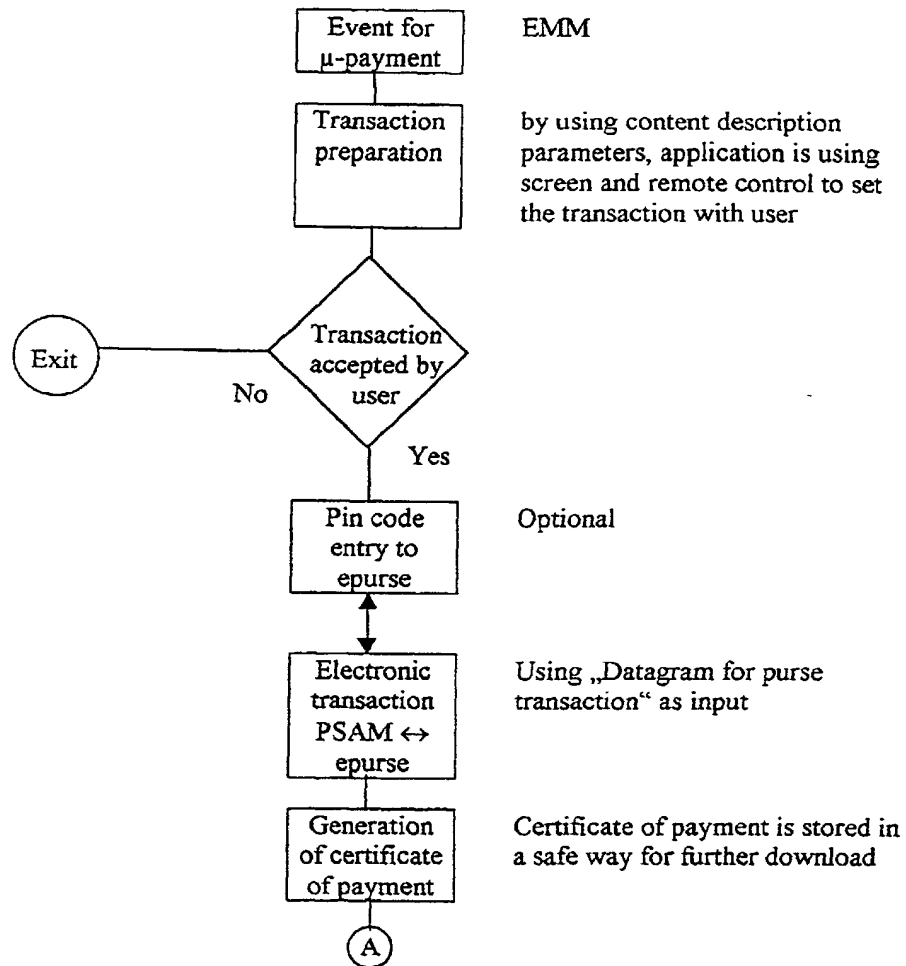 Event for
μ-payment
EMM
Transaction
preparation
by using content description
parameters, application is using
screen and remote control to set
the transaction with user
Transaction
accepted by
user
Exit
No
Yes
Pin code
entry to
epurse
Optional
Electronic
transaction
PSAM ↔
epurse
Using „Datagram for purse
transaction“ as input
Generation
of certificate
of payment
Certificate of payment is stored in
a safe way for further download
A